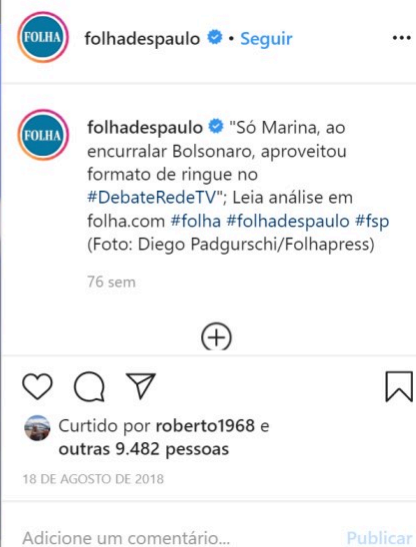 FOLHA
folhadespaulo • Seguir
FOLHA
folhadespaulo "Só Marina, ao
encurralar Bolsonaro, aproveitou
formato de ringue no
#DebateRedeTV"; Leia análise em
folha.com #folha #folhadespaulo #fsp
(Foto: Diego Padgurschi/Folhapress)
76 sem
Curtido por roberto1968 e
outras 9.482 pessoas
18 DE AGOSTO DE 2018
Adicione um comentário... Publicar